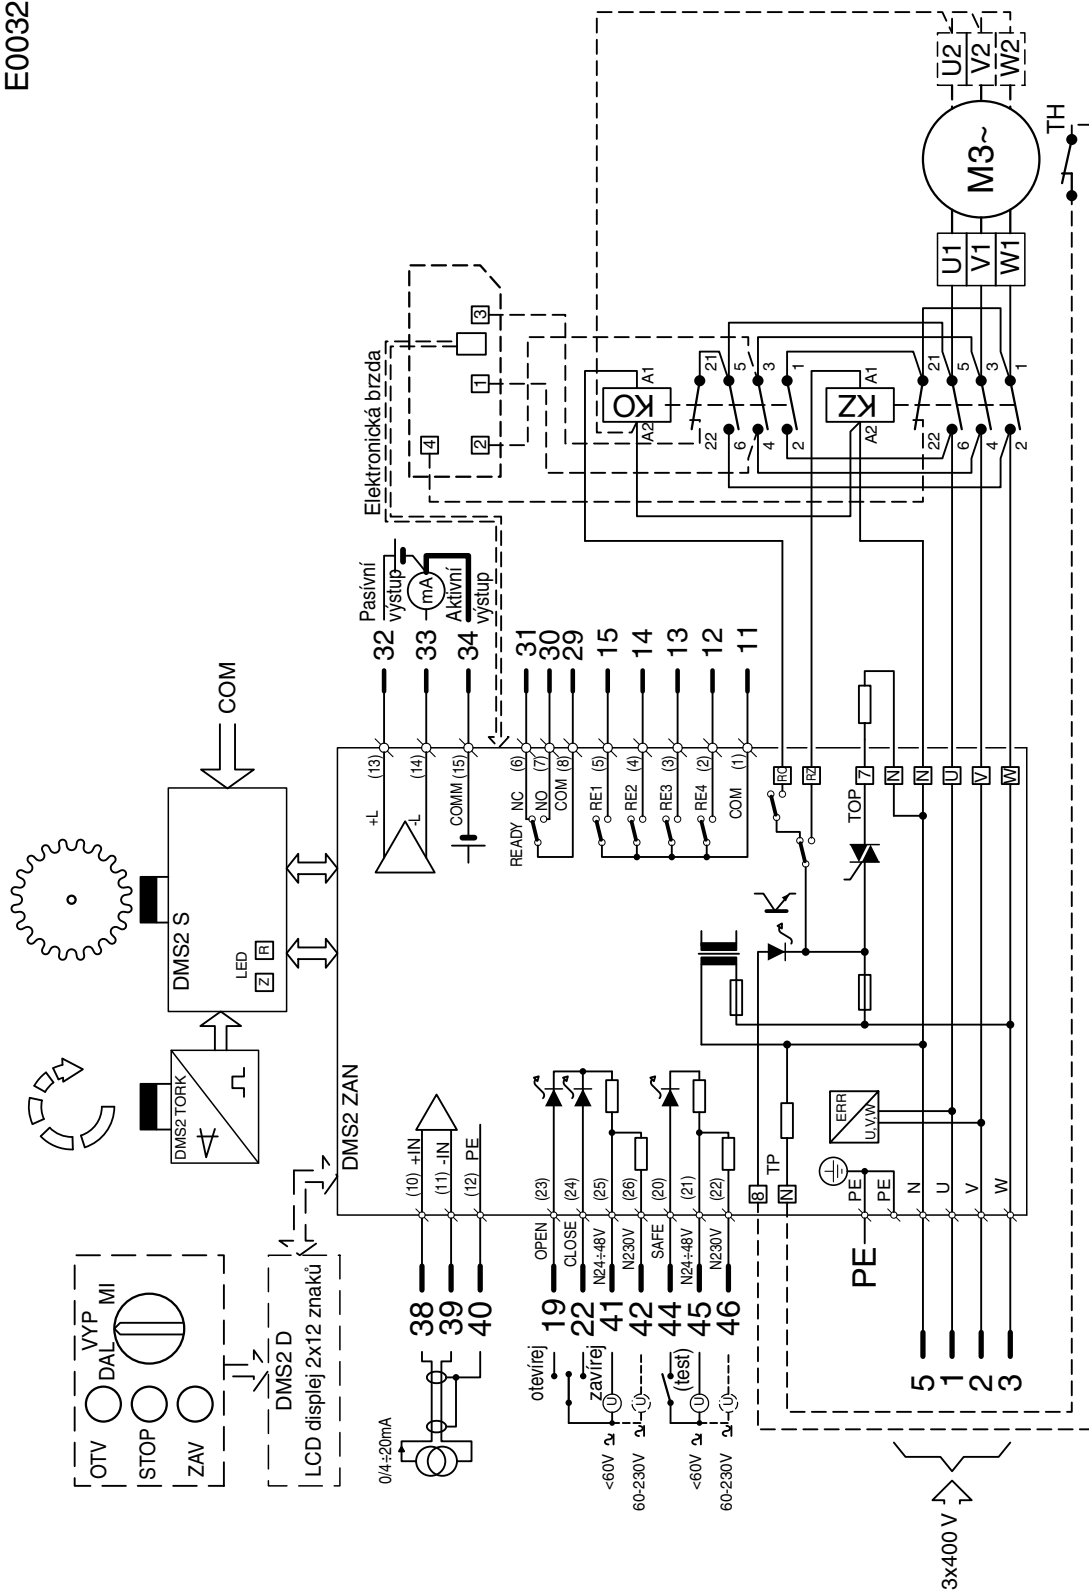 E0032
OTV
STOP
ZAV
DAL
VYP
MI
DMS2 D
LCD displej 2x12 znaků
DMS2 TORK
DMS2 S
LED
Z
R
COM
DMS2 ZAN
0/4÷20mA
38
39
40
(10) +IN
(11) -IN
(12) PE
otevírej
zavírej
<60V
60-230V
U
U
19
22
41
42
OPEN
CLOSE
N24÷48V
N230V
(23)
(24)
(25)
(26)
(test)
<60V
60-230V
U
U
44
45
46
SAFE
N24÷48V
N230V
(20)
(21)
(22)
8
N
TP
PE
PE
PE
ERR
U,V,W
N
U
V
W
5
1
2
3
3x400 V
+L
-L
(13)
(14)
COMM (15)
32
33
34
Pasívní
výstup
mA
Aktivní
výstup
READY
NC
NO
COM
(6)
(7)
(8)
31
30
29
RE1
RE2
RE3
RE4
COM
(5)
(4)
(3)
(2)
(1)
15
14
13
12
11
RO
RZ
TOP
7
N
N
U
V
W
Elektronická brzda
4
2
1
3
KO
A1
A2
21
5
3
1
22
6
4
2
KZ
A1
A2
21
5
3
1
22
6
4
2
U1
V1
W1
M3~
U2
V2
W2
TH